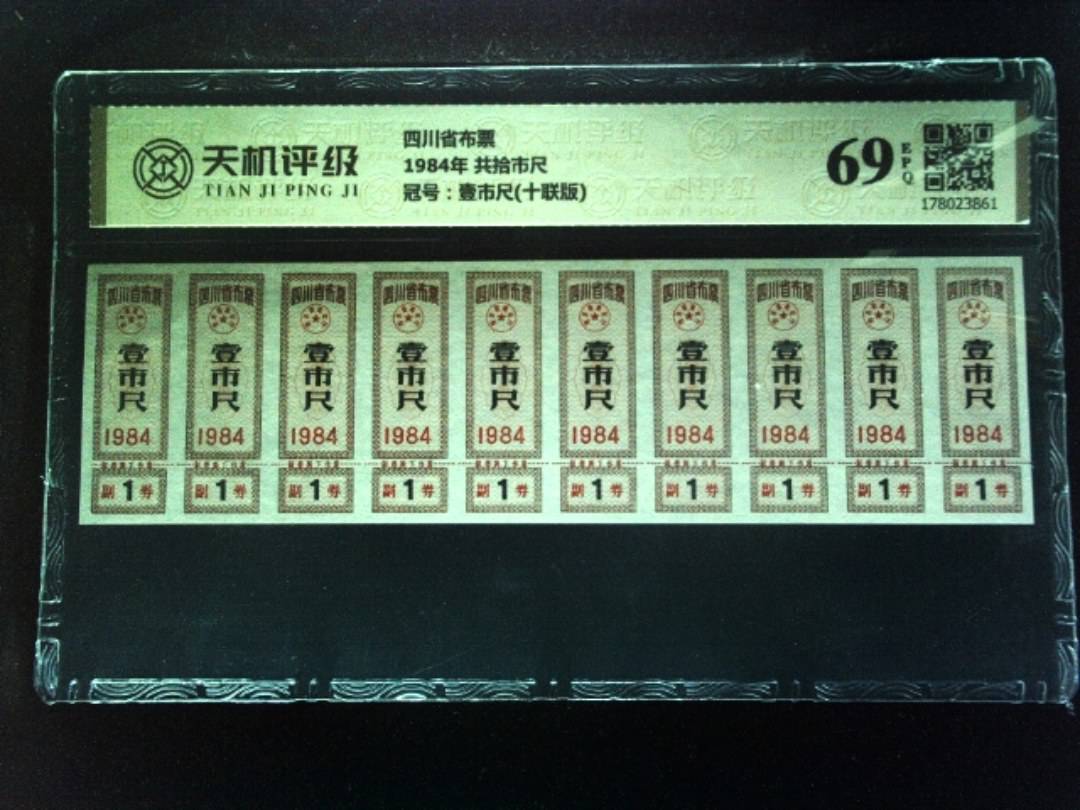 天机评级
TIAN JI PING JI
四川省布票
1984年 共拾市尺
冠号：壹市尺(十联版)
69
EPQ
178023861
四川省布票 四川省布票 四川省布票 四川省布票 四川省布票 四川省布票 四川省布票 四川省布票 四川省布票 四川省布票
壹市尺 壹市尺 壹市尺 壹市尺 壹市尺 壹市尺 壹市尺 壹市尺 壹市尺 壹市尺
1984 1984 1984 1984 1984 1984 1984 1984 1984 1984
副1券 副1券 副1券 副1券 副1券 副1券 副1券 副1券 副1券 副1券